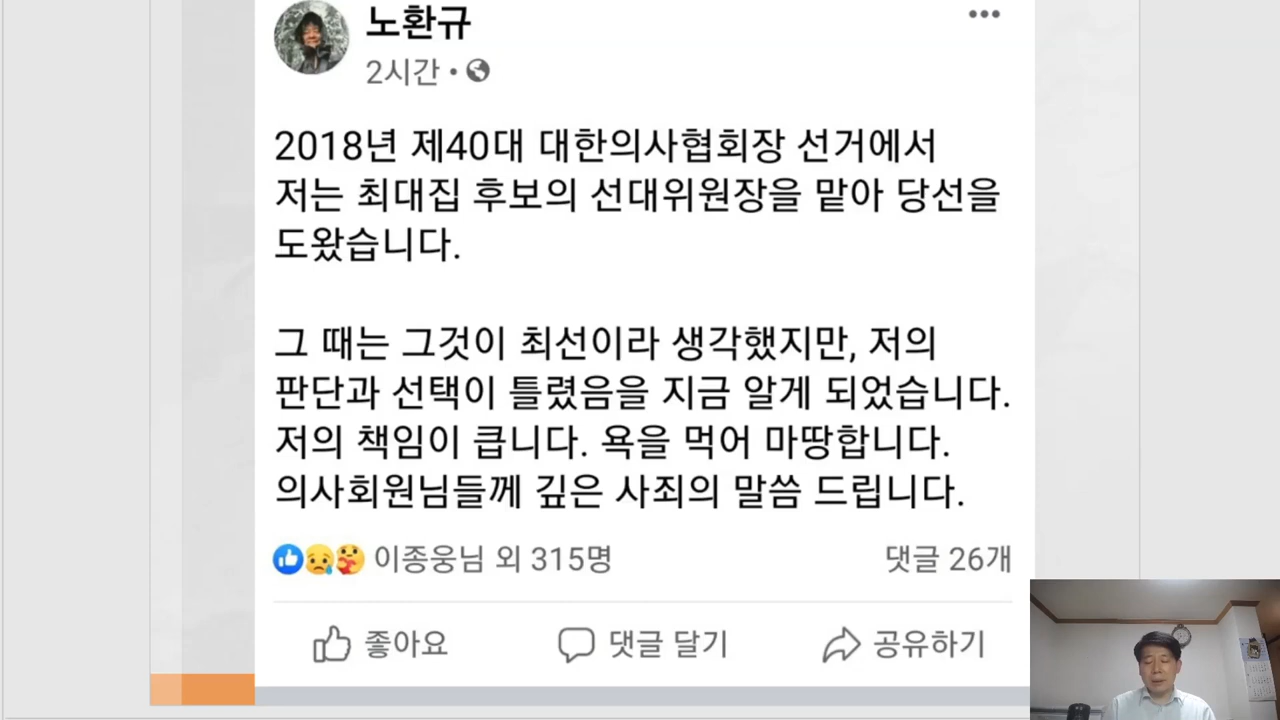 노환규
2시간 •
2018년 제40대 대한의사협회장 선거에서
저는 최대집 후보의 선대위원장을 맡아 당선을
도왔습니다.
그 때는 그것이 최선이라 생각했지만, 저의
판단과 선택이 틀렸음을 지금 알게 되었습니다.
저의 책임이 큽니다. 욕을 먹어 마땅합니다.
의사회원님들께 깊은 사죄의 말씀 드립니다.
이종웅님 외 315명
댓글 26개
좋아요
댓글 달기
공유하기